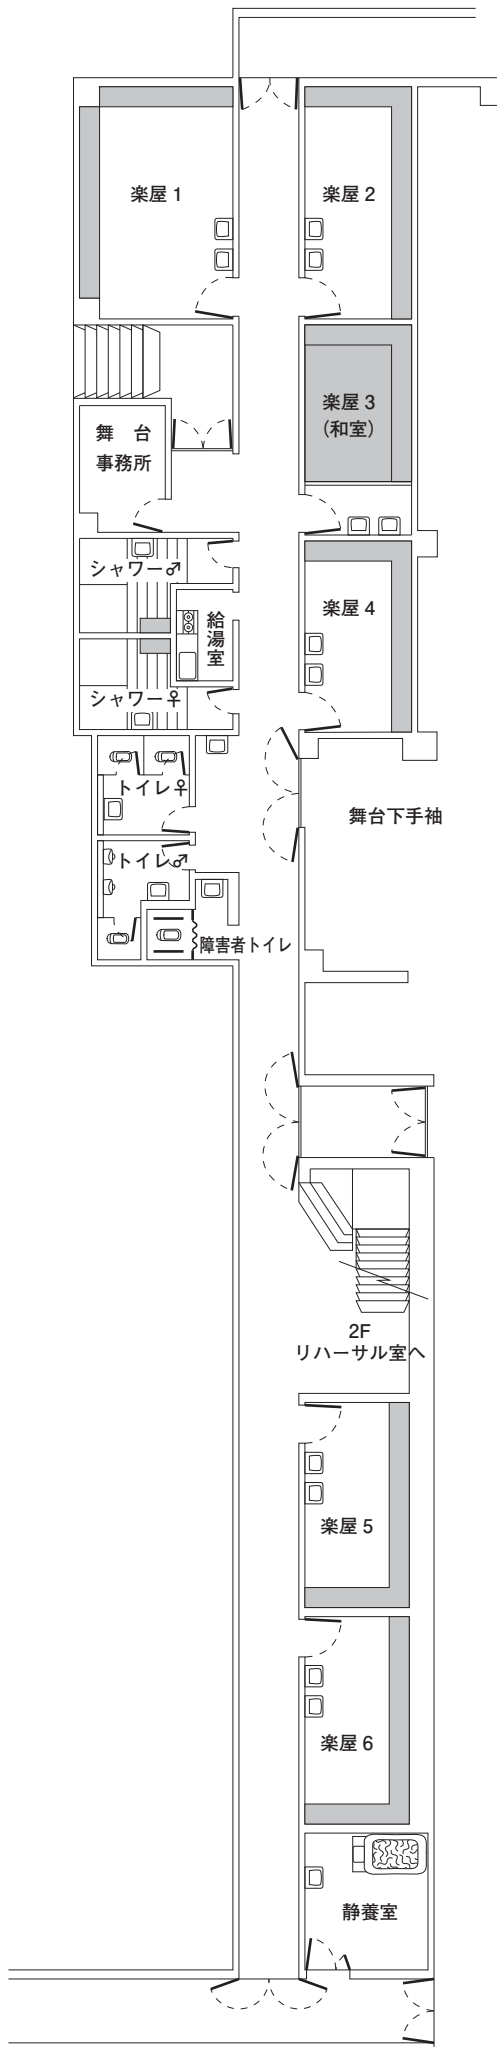 楽屋 1
楽屋 2
楽屋 3
(和室)
舞　台
事務所
シャワー♂
楽屋 4
給湯室
シャワー♀
トイレ♀
舞台下手袖
トイレ♂
障害者トイレ
2F
リハーサル室へ
楽屋 5
楽屋 6
静養室